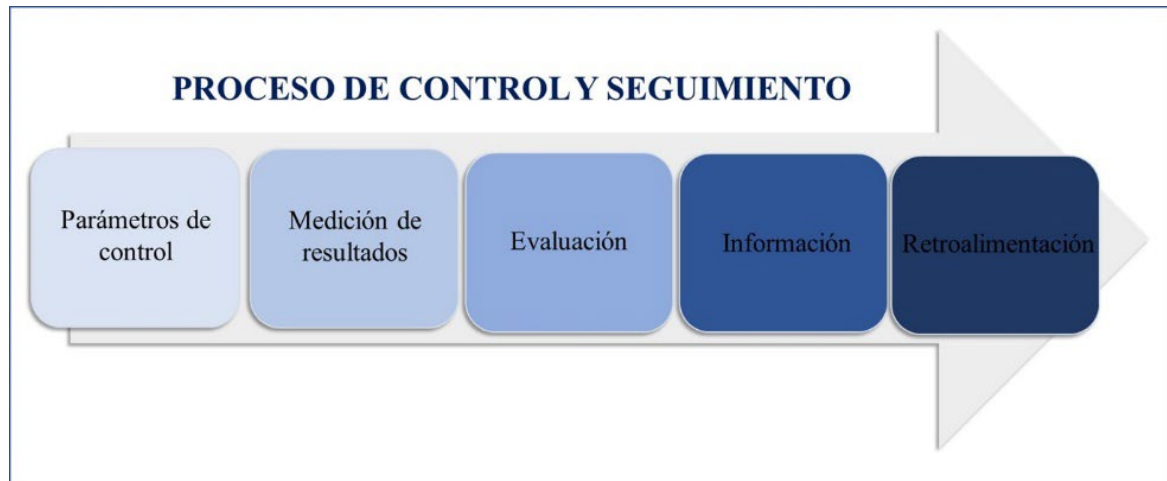 PROCESO DE CONTROL Y SEGUIMIENTO
Parámetros de
control
Medición de
resultados
Evaluación
Información
Retroalimentación